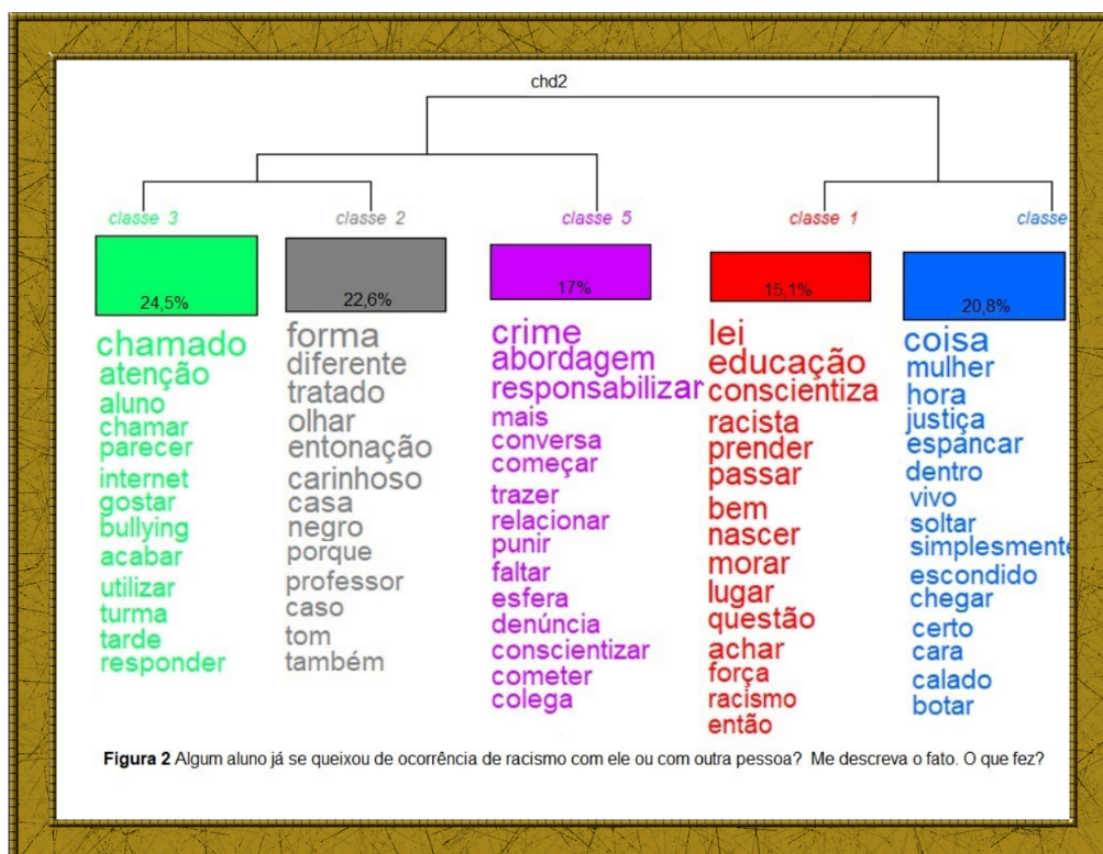 chd2
classe 3
24,5%
chamado
atenção
aluno
chamar
parecer
internet
gostar
bullying
acabar
utilizar
turma
tarde
responder
classe 2
22,6%
forma
diferente
tratado
olhar
entonação
carinhoso
casa
negro
porque
professor
caso
tom
também
classe 5
17%
crime
abordagem
responsabilizar
mais
conversa
começar
trazer
relacionar
punir
faltar
esfera
denúncia
conscientizar
cometer
colega
classe 1
15,1%
lei
educação
conscientiza
racista
prender
passar
bem
nascer
morar
lugar
questão
achar
força
racismo
então
classe
20,8%
coisa
mulher
hora
justiça
espancar
dentro
vivo
soltar
simplesmente
escondido
chegar
certo
cara
calado
botar
Figura 2 Algum aluno já se queixou de ocorrência de racismo com ele ou com outra pessoa? Me descreva o fato. O que fez?